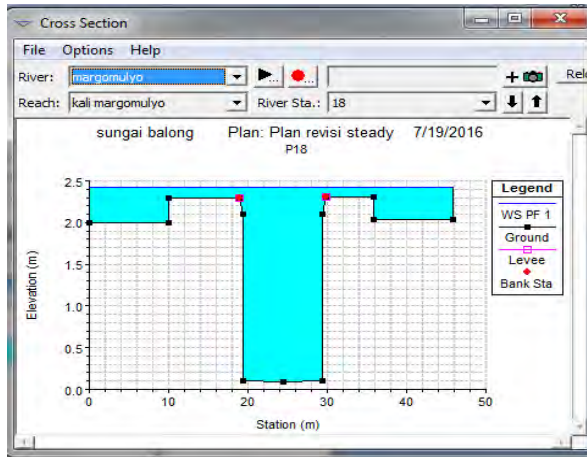 Cross Section
File Options Help
River: margomulyo
Reach: kali margomulyo River Sta.: 18
sungai balong Plan: Plan revisi steady 7/19/2016
P18
2.5
2.0
1.5
1.0
0.5
0.0
Elevation (m)
0 10 20 30 40 50
Station (m)
Legend
WS PF 1
Ground
Levee
Bank Sta